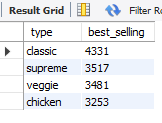 Result Grid Filter Ro
type best_selling
classic 4331
supreme 3517
veggie 3481
chicken 3253